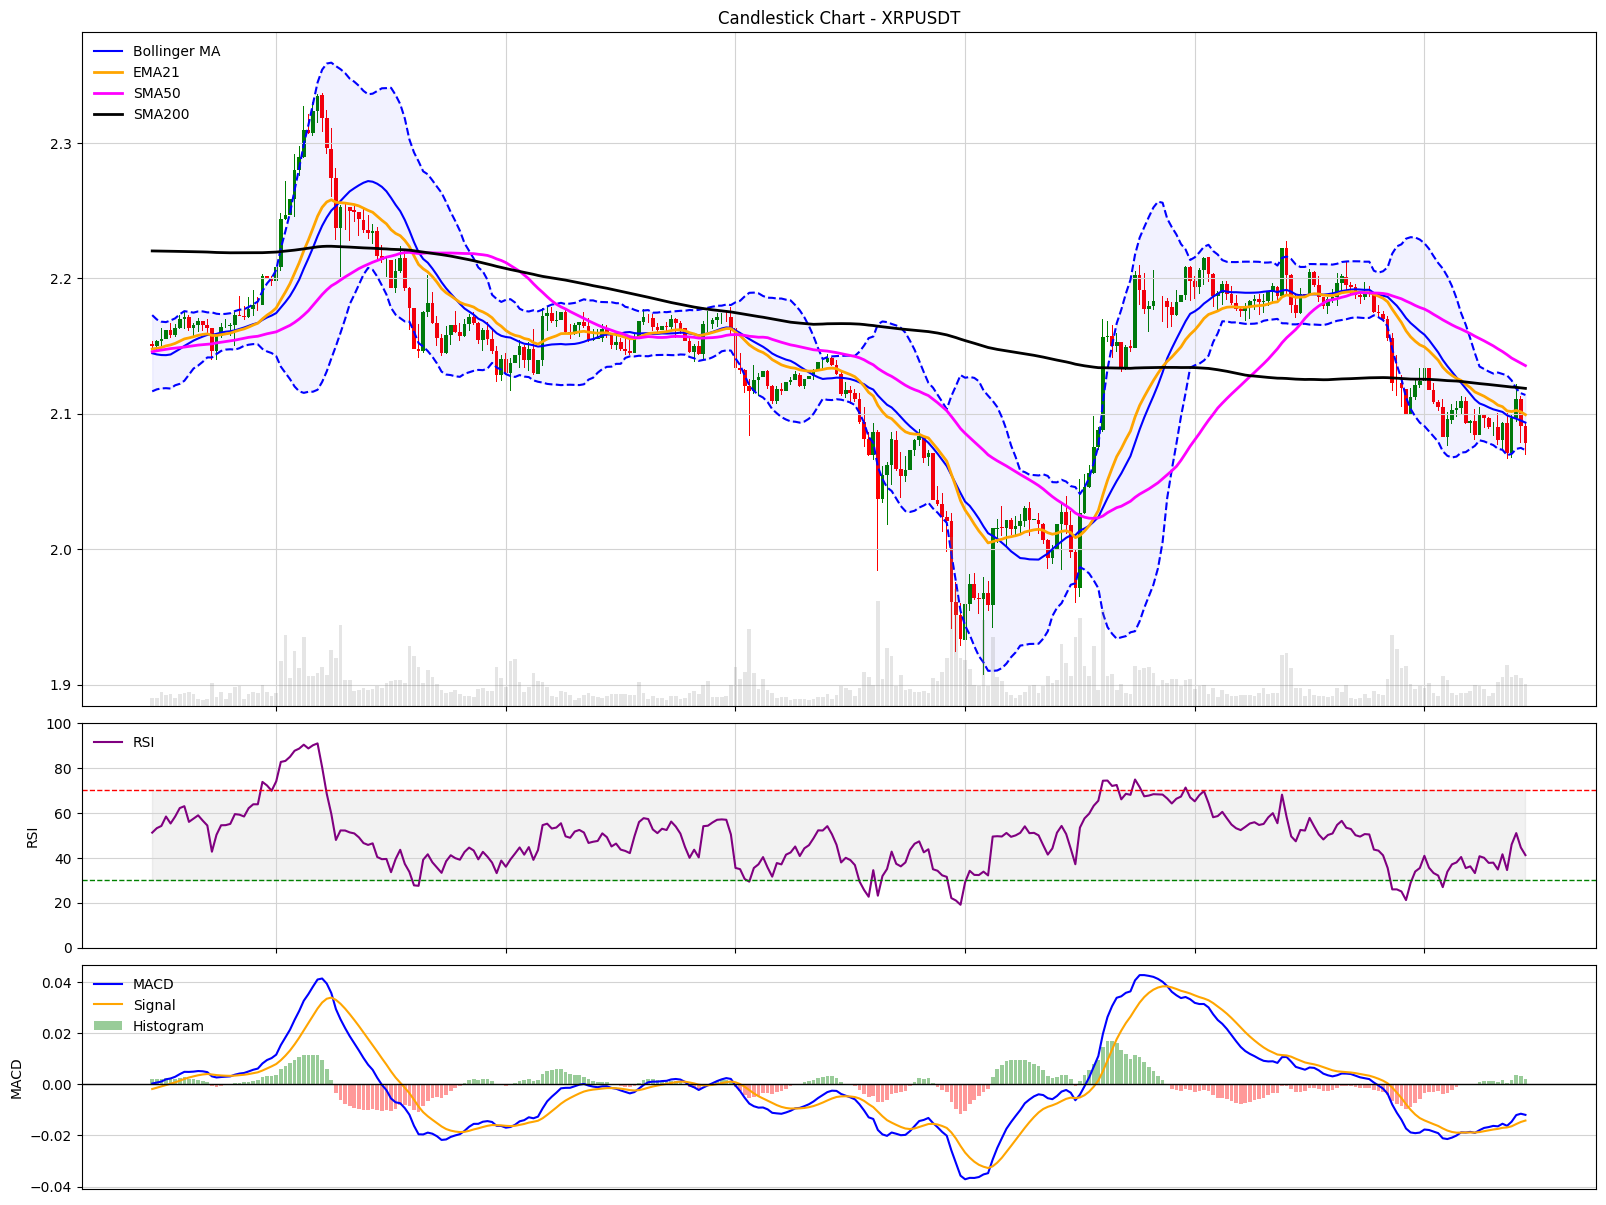 Candlestick Chart - XRPUSDT
Bollinger MA
EMA21
SMA50
SMA200
2.3
2.2
2.1
2.0
1.9
RSI
100
80
60
40
20
0
RSI
MACD
Signal
Histogram
0.04
0.02
0.00
−0.02
−0.04
MACD